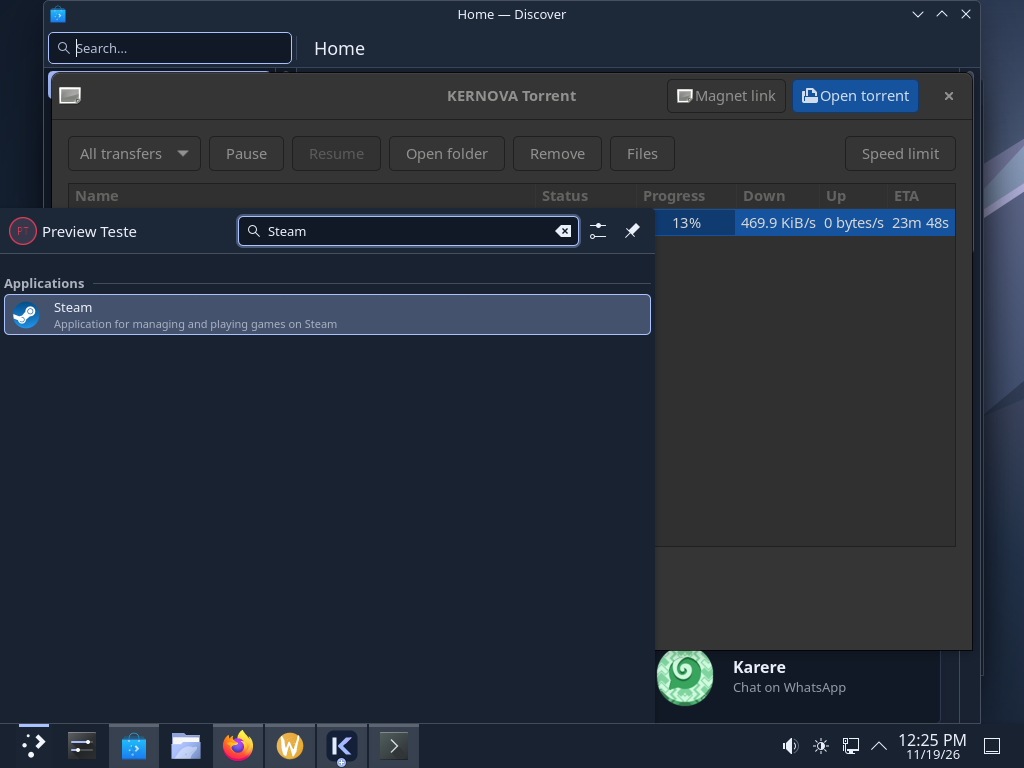 Home — Discover
Search...
Home
KERNOVA Torrent
Magnet link
Open torrent
All transfers
Pause
Resume
Open folder
Remove
Files
Speed limit
Name
Status
Progress
Down
Up
ETA
13%
469.9 KiB/s
0 bytes/s
23m 48s
FT
Preview Teste
Steam
Applications
Steam
Application for managing and playing games on Steam
Karere
Chat on WhatsApp
12:25 PM
11/19/26